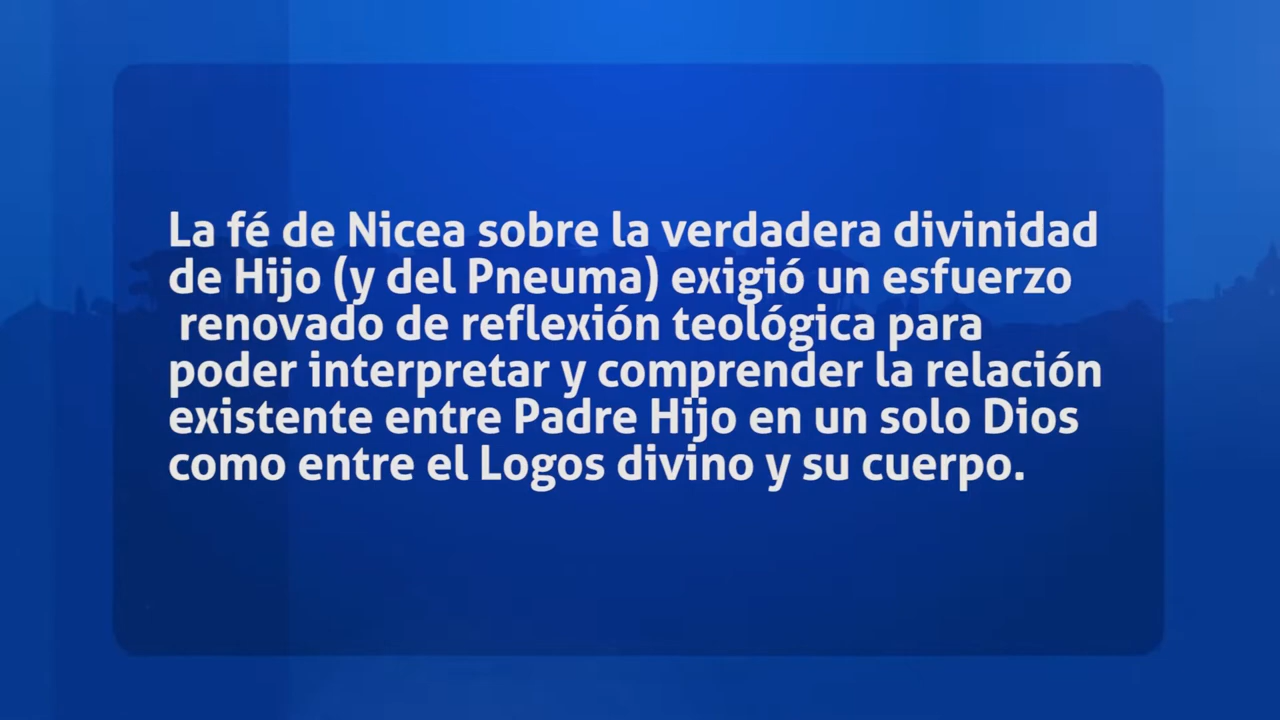 La fé de Nicea sobre la verdadera divinidad
de Hijo (y del Pneuma) exigió un esfuerzo
renovado de reflexión teológica para
poder interpretar y comprender la relación
existente entre Padre Hijo en un solo Dios
como entre el Logos divino y su cuerpo.